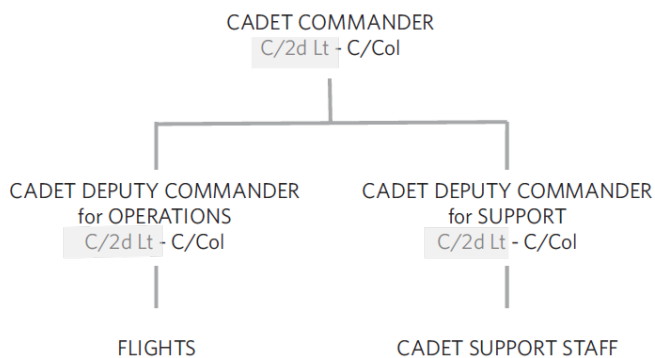 CADET COMMANDER
C/2d Lt - C/Col
CADET DEPUTY COMMANDER
for OPERATIONS
C/2d Lt - C/Col
CADET DEPUTY COMMANDER
for SUPPORT
C/2d Lt - C/Col
FLIGHTS
CADET SUPPORT STAFF